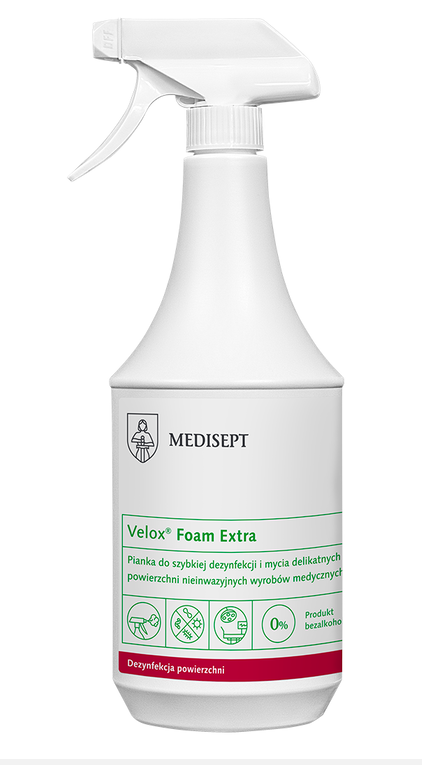 OFF
MEDISEPT
Velox® Foam Extra
Pianka do szybkiej dezynfekcji i mycia delikatnych
powierzchni nieinwazyjnych wyrobów medycznych
0%
Produkt
bezalkoho
Dezynfekcja powierzchni